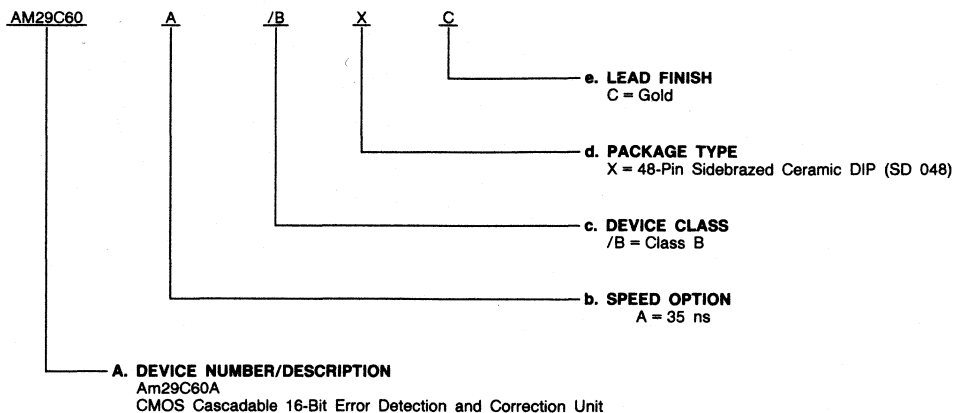 AM29C60 A /B X C
e. LEAD FINISH
C = Gold
d. PACKAGE TYPE
X = 48-Pin Sidebrazed Ceramic DIP (SD 048)
c. DEVICE CLASS
/B = Class B
b. SPEED OPTION
A = 35 ns
A. DEVICE NUMBER/DESCRIPTION
Am29C60A
CMOS Cascadable 16-Bit Error Detection and Correction Unit